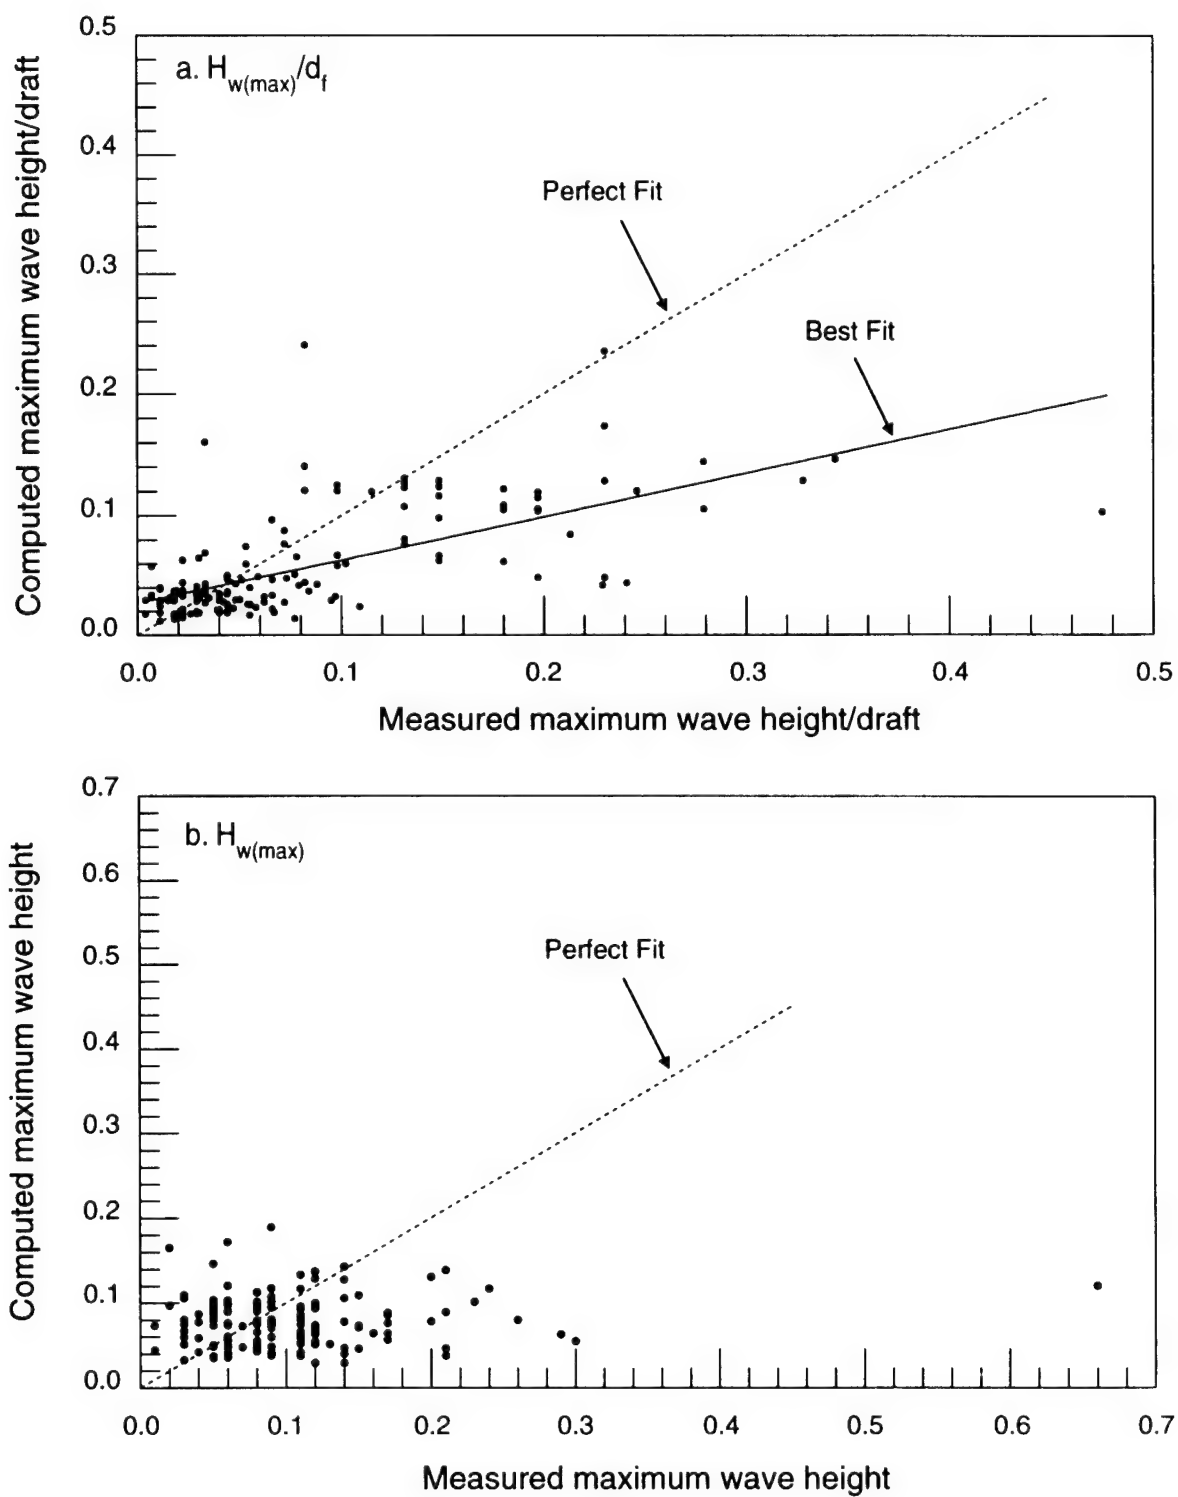 0.5
a. Hw(max)/df
0.4
Perfect Fit
0.3
Best Fit
0.2
0.1
0.0
0.0 0.1 0.2 0.3 0.4 0.5
Computed maximum wave height/draft
Measured maximum wave height/draft
0.7
b. Hw(max)
0.6
0.5
Perfect Fit
0.4
0.3
0.2
0.1
0.0
0.0 0.1 0.2 0.3 0.4 0.5 0.6 0.7
Computed maximum wave height
Measured maximum wave height